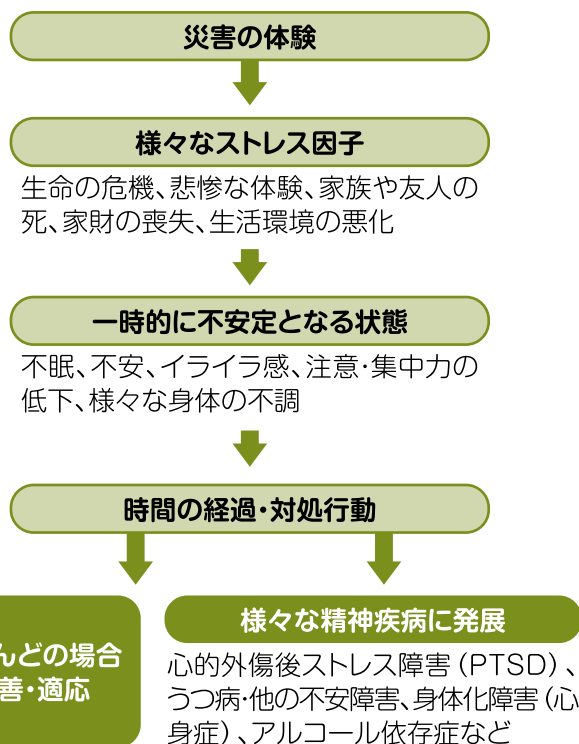 災害の体験
様々なストレス因子
生命の危機、悲惨な体験、家族や友人の
死、家財の喪失、生活環境の悪化
一時的に不安定となる状態
不眠、不安、イライラ感、注意・集中力の
低下、様々な身体の不調
時間の経過・対処行動
んどの場合
善・適応
様々な精神疾病に発展
心的外傷後ストレス障害（PTSD）、
うつ病・他の不安障害、身体化障害（心
身症）、アルコール依存症など